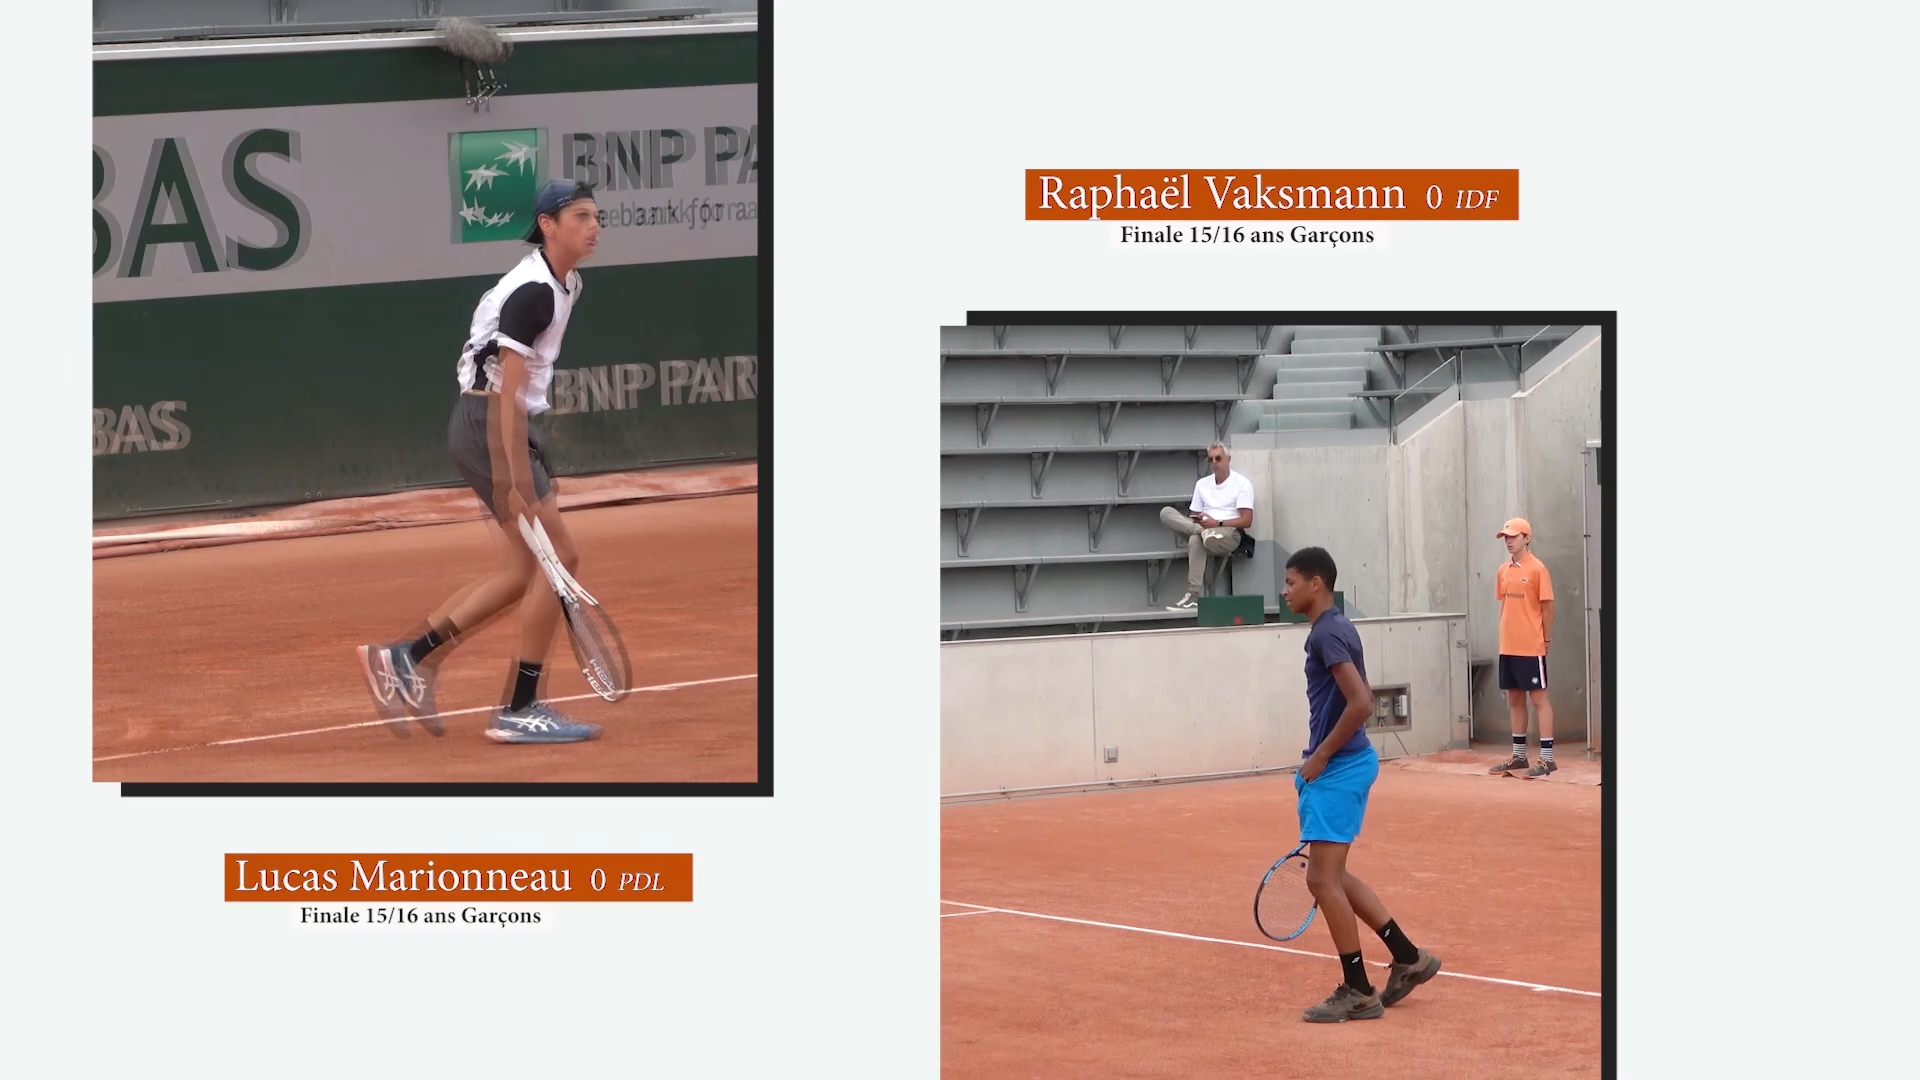 BAS
BNP PA
BNP PAR
BAS
Raphaël Vaksmann 0 IDF
Finale 15/16 ans Garçons
Lucas Marionneau 0 PDL
Finale 15/16 ans Garçons